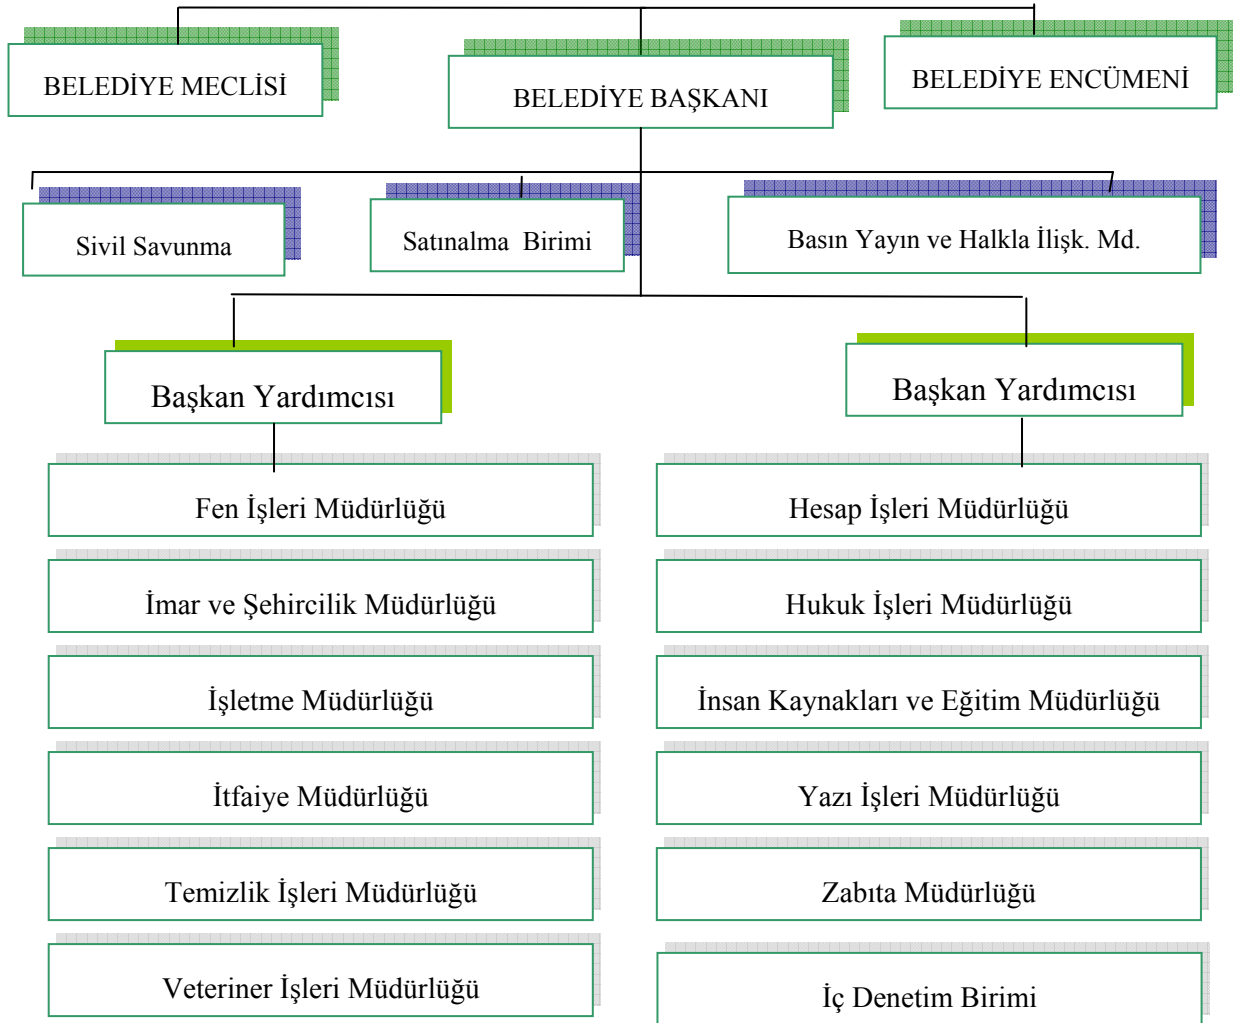 BELEDİYE MECLİSİ
BELEDİYE BAŞKANI
BELEDİYE ENCÜMENİ
Sivil Savunma
Satınalma Birimi
Basın Yayın ve Halkla İlişk. Md.
Başkan Yardımcısı
Başkan Yardımcısı
Fen İşleri Müdürlüğü
Hesap İşleri Müdürlüğü
İmar ve Şehircilik Müdürlüğü
Hukuk İşleri Müdürlüğü
İşletme Müdürlüğü
İnsan Kaynakları ve Eğitim Müdürlüğü
İtfaiye Müdürlüğü
Yazı İşleri Müdürlüğü
Temizlik İşleri Müdürlüğü
Zabıta Müdürlüğü
Veteriner İşleri Müdürlüğü
İç Denetim Birimi